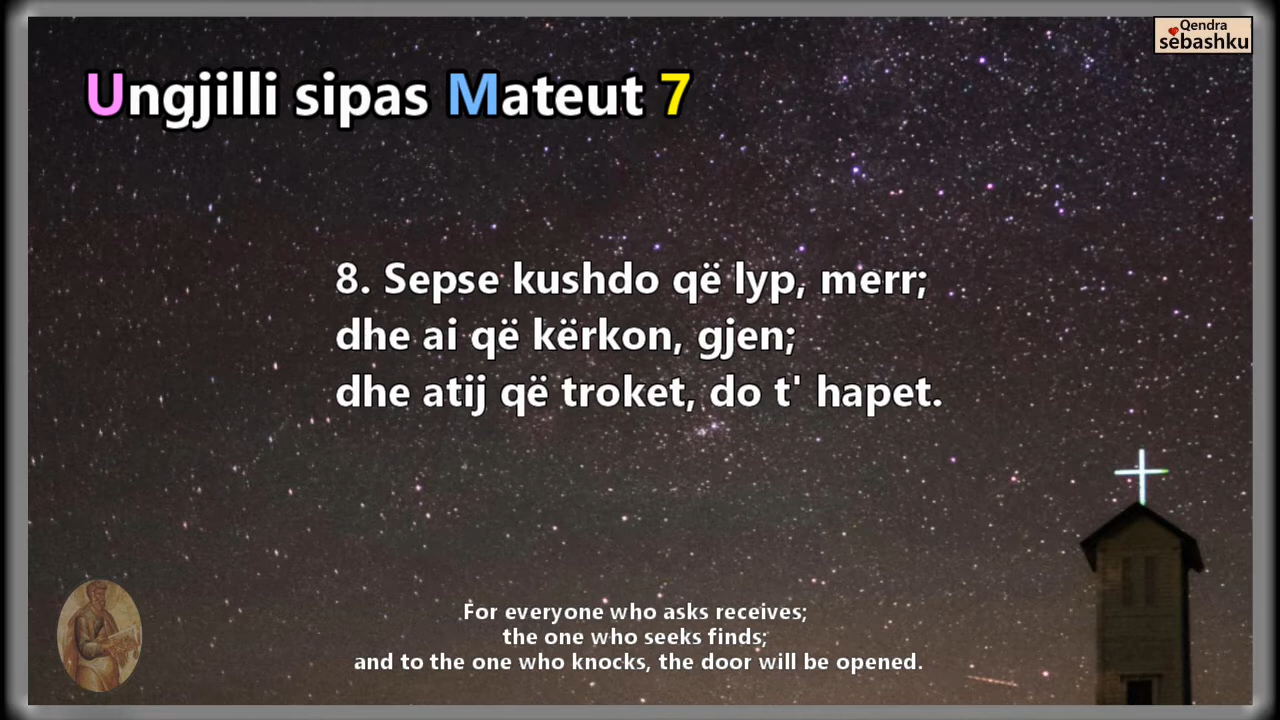 Qendra
sebashku
Ungjilli sipas Mateut 7
8. Sepse kushdo që lyp, merr;
dhe ai që kërkon, gjen;
dhe atij që troket, do t' hapet.
For everyone who asks receives;
the one who seeks finds;
and to the one who knocks, the door will be opened.